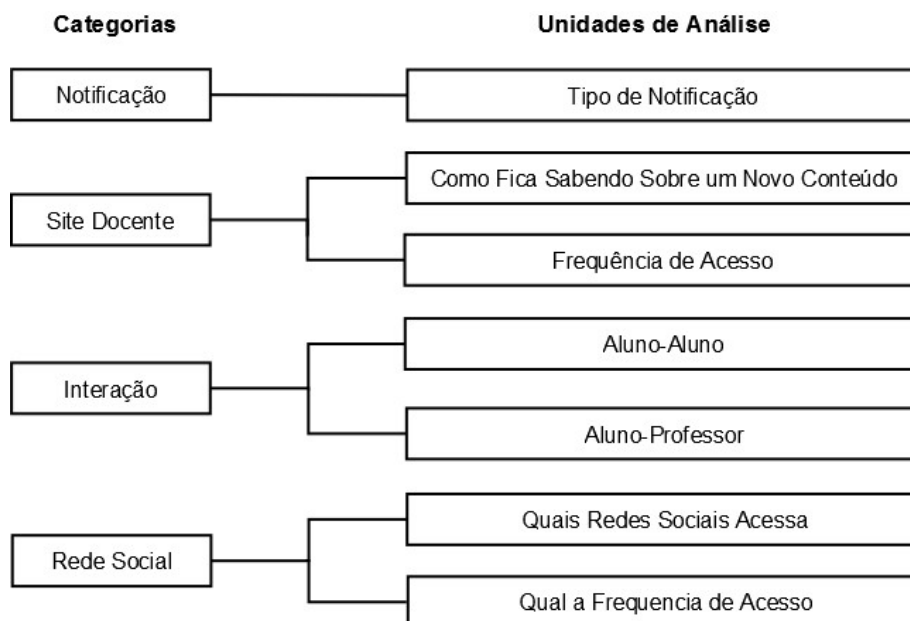 Categorias
Unidades de Análise
Notificação
Tipo de Notificação
Site Docente
Como Fica Sabendo Sobre um Novo Conteúdo
Frequência de Acesso
Interação
Aluno-Aluno
Aluno-Professor
Rede Social
Quais Redes Sociais Acessa
Qual a Frequencia de Acesso